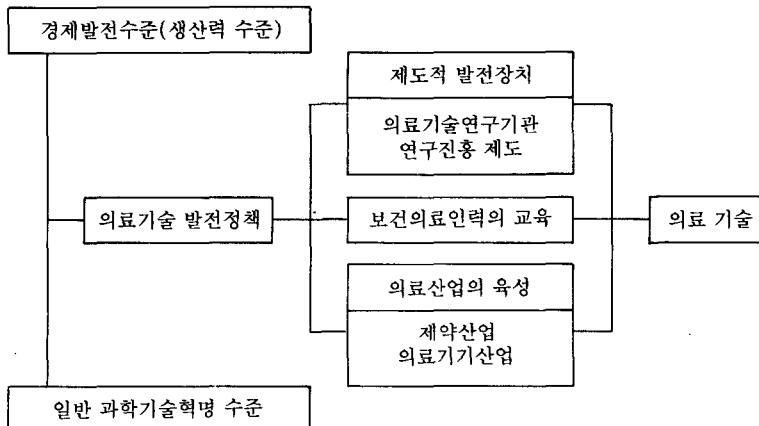 경제발전수준(생산력 수준)
제도적 발전장치
의료기술연구기관
연구진흥 제도
의료기술 발전정책
보건의료인력의 교육
의료 기술
의료산업의 육성
제약산업
의료기기산업
일반 과학기술혁명 수준